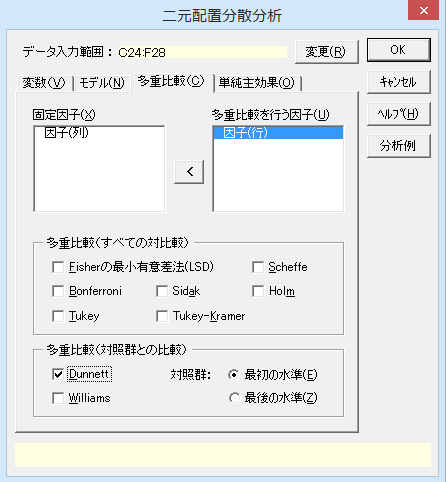 二元配置分散分析
データ入力範囲： C24:F28 変更(R) OK
変数(V) モデル(N) 多重比較(C) 単純主効果(O) ｷｬﾝｾﾙ
固定因子(X) 多重比較を行う因子(U) ﾍﾙﾌﾟ(H)
因子(列) 因子(行) 分析例
<
多重比較(すべての対比較)
Fisherの最小有意差法(LSD) Scheffe
Bonferroni Sidak Holm
Tukey Tukey-Kramer
多重比較(対照群との比較)
Dunnett 対照群: 最初の水準(E)
Williams 最後の水準(Z)